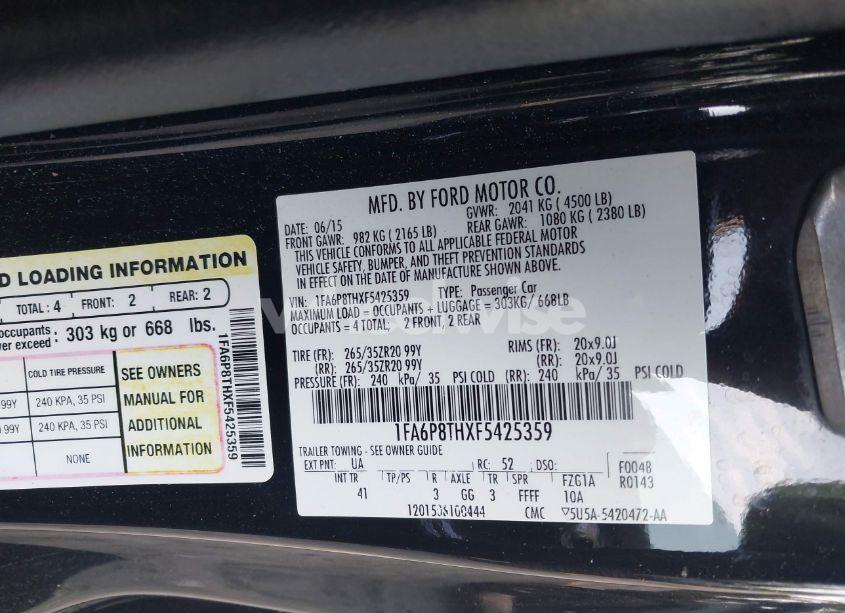 D LOADING INFORMATION
TOTAL: 4 FRONT: 2 REAR: 2
occupants
ver exceed : 303 kg or 668 lbs.
COLD TIRE PRESSURE
99Y 240 KPA, 35 PSI
99Y 240 KPA, 35 PSI
NONE
SEE OWNERS
MANUAL FOR
ADDITIONAL
INFORMATION
1FA6P8THXF5425359
MFD. BY FORD MOTOR CO.
DATE: 06/15 GVWR: 2041 KG ( 4500 LB)
FRONT GAWR: 982 KG ( 2165 LB) REAR GAWR: 1080 KG ( 2380 LB)
THIS VEHICLE CONFORMS TO ALL APPLICABLE FEDERAL MOTOR
VEHICLE SAFETY, BUMPER, AND THEFT PREVENTION STANDARDS
IN EFFECT ON THE DATE OF MANUFACTURE SHOWN ABOVE.
VIN: 1FA6P8THXF5425359 TYPE: Passenger Car
MAXIMUM LOAD = OCCUPANTS + LUGGAGE = 303KG/ 668LB
OCCUPANTS = 4 TOTAL, 2 FRONT, 2 REAR
TIRE (FR): 265/35ZR20 99Y RIMS (FR): 20x9.0J
(RR): 265/35ZR20 99Y (RR): 20x9.0J
PRESSURE (FR): 240 kPa/ 35 PSI COLD (RR): 240 kPa/ 35 PSI COLD
1FA6P8THXF5425359
TRAILER TOWING - SEE OWNER GUIDE
EXT PNT: UA RC: 52 DSO: F0048
R0143
INT TR TP/PS R AXLE TR SPR FZG1A
41 3 GG 3 FFFF 10A
CMC 5U5A-5420472-AA